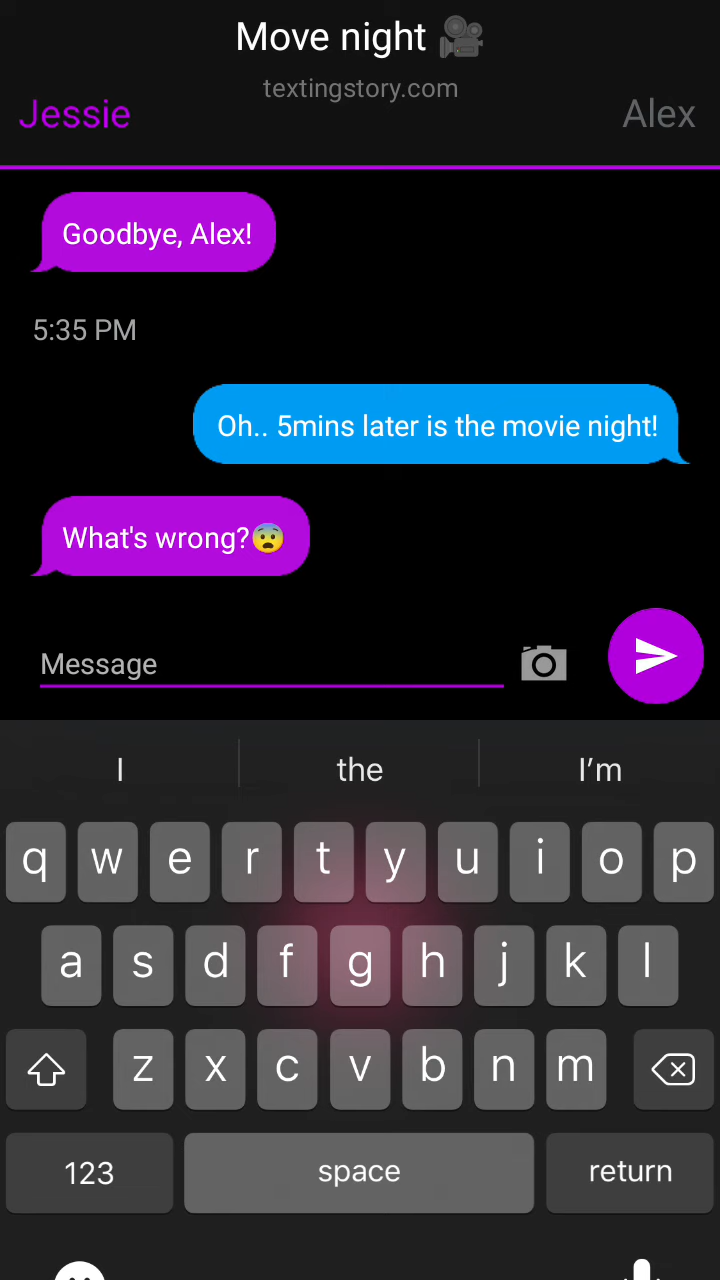 Move night 🎥
textingstory.com
Jessie
Alex
Goodbye, Alex!
5:35 PM
Oh.. 5mins later is the movie night!
What's wrong?😨
Message
I the I’m
q w e r t y u i o p
a s d f g h j k l
z x c v b n m
123 space return